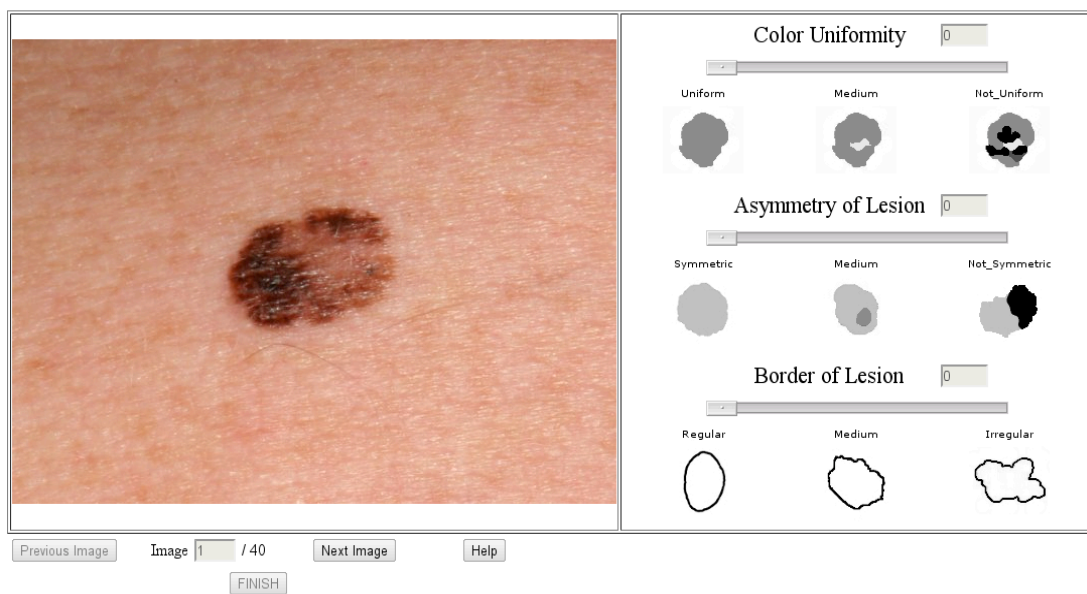 Color Uniformity 0
Uniform Medium Not_Uniform
Asymmetry of Lesion 0
Symmetric Medium Not_Symmetric
Border of Lesion 0
Regular Medium Irregular
Previous Image Image 1 / 40 Next Image Help
FINISH